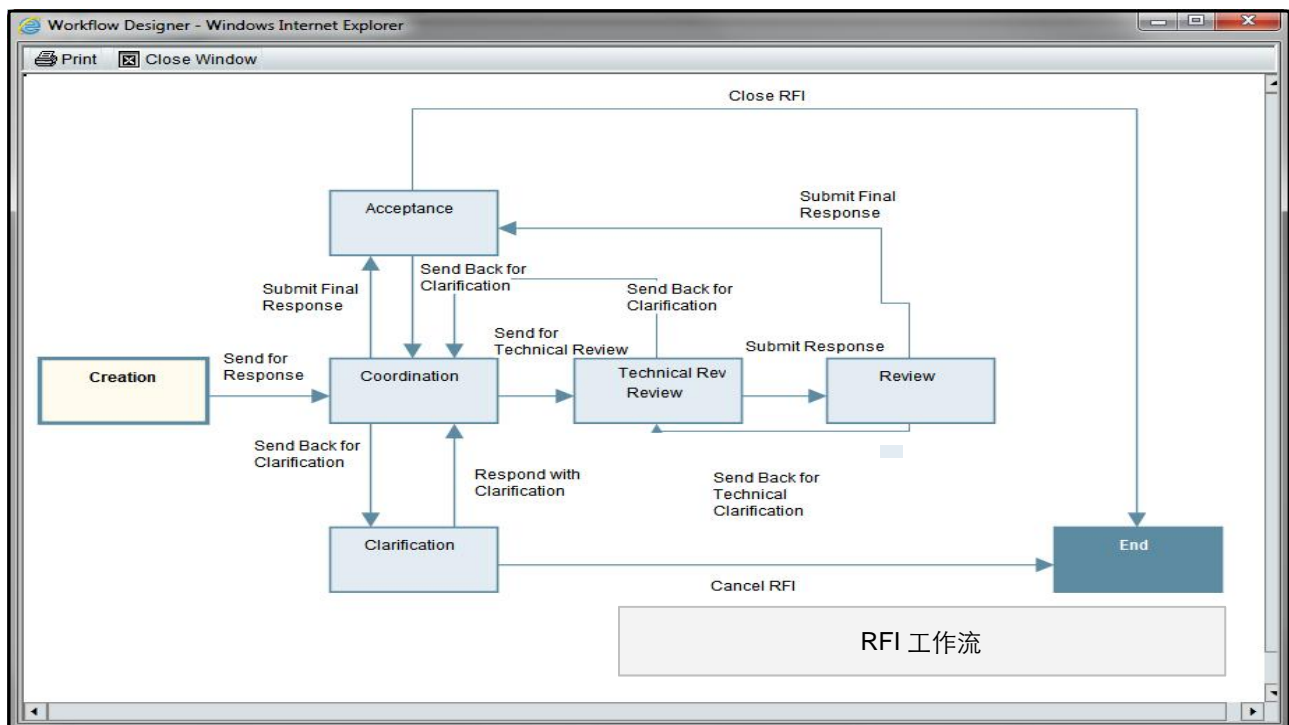 Workflow Designer - Windows Internet Explorer
Print Close Window
Close RFI
Acceptance
Submit Final
Response
Send Back for
Clarification
Submit Final
Response
Send Back for
Clarification
Send for
Technical Review
Submit Response
Send for
Response
Creation
Coordination
Technical Rev
Review
Review
Send Back for
Clarification
Respond with
Clarification
Send Back for
Technical
Clarification
Clarification
End
Cancel RFI
RFI 工作流